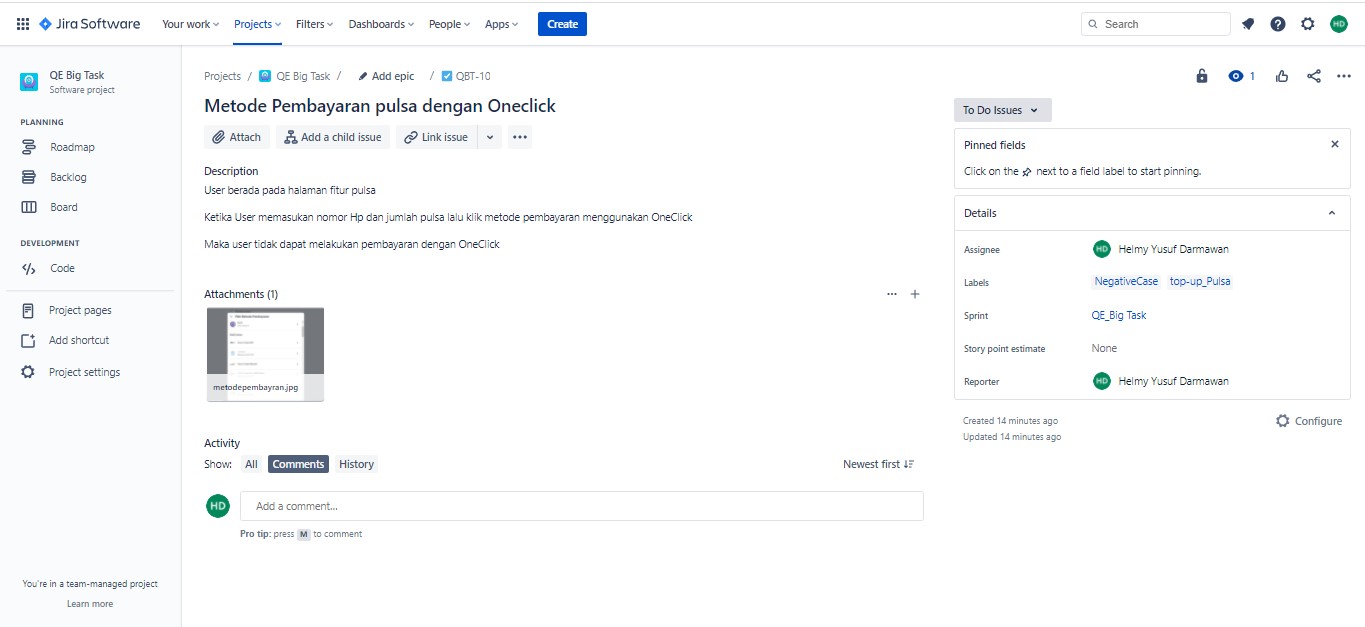 Jira Software Your work Projects Filters Dashboards People Apps Create Search HD
QE Big Task
Software project
PLANNING
Roadmap
Backlog
Board
DEVELOPMENT
Code
Project pages
Add shortcut
Project settings
You're in a team-managed project
Learn more
Projects / QE Big Task / Add epic / QBT-10
1
Metode Pembayaran pulsa dengan Oneclick
Attach Add a child issue Link issue
Description
User berada pada halaman fitur pulsa
Ketika User memasukan nomor Hp dan jumlah pulsa lalu klik metode pembayaran menggunakan OneClick
Maka user tidak dapat melakukan pembayaran dengan OneClick
Attachments (1)
metodepembayran.jpg
Activity
Show: All Comments History Newest first
HD Add a comment...
Pro tip: press M to comment
To Do Issues
Pinned fields
Click on the next to a field label to start pinning.
Details
Assignee HD Helmy Yusuf Darmawan
Labels NegativeCase top-up_Pulsa
Sprint QE_Big Task
Story point estimate None
Reporter HD Helmy Yusuf Darmawan
Created 14 minutes ago Configure
Updated 14 minutes ago